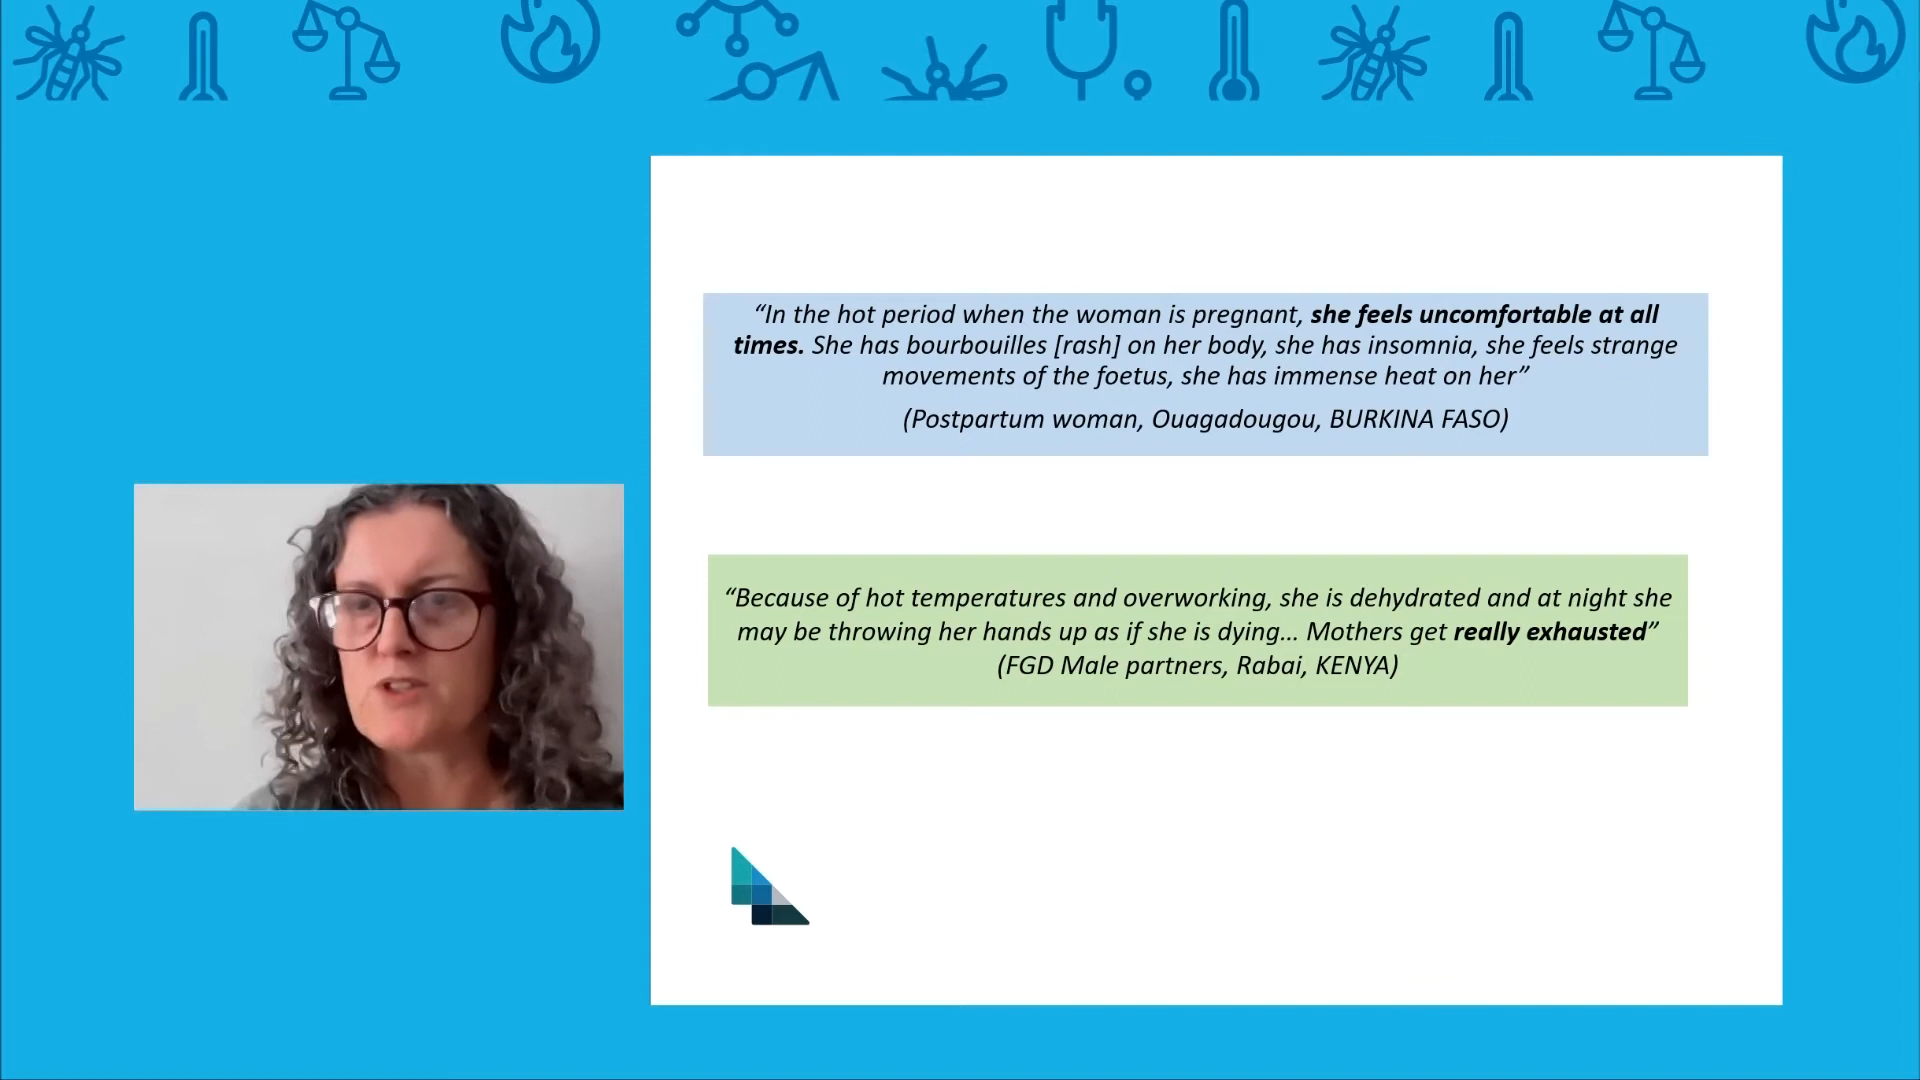 “In the hot period when the woman is pregnant, she feels uncomfortable at all
times. She has bourbouilles [rash] on her body, she has insomnia, she feels strange
movements of the foetus, she has immense heat on her”
(Postpartum woman, Ouagadougou, BURKINA FASO)
“Because of hot temperatures and overworking, she is dehydrated and at night she
may be throwing her hands up as if she is dying... Mothers get really exhausted”
(FGD Male partners, Rabai, KENYA)